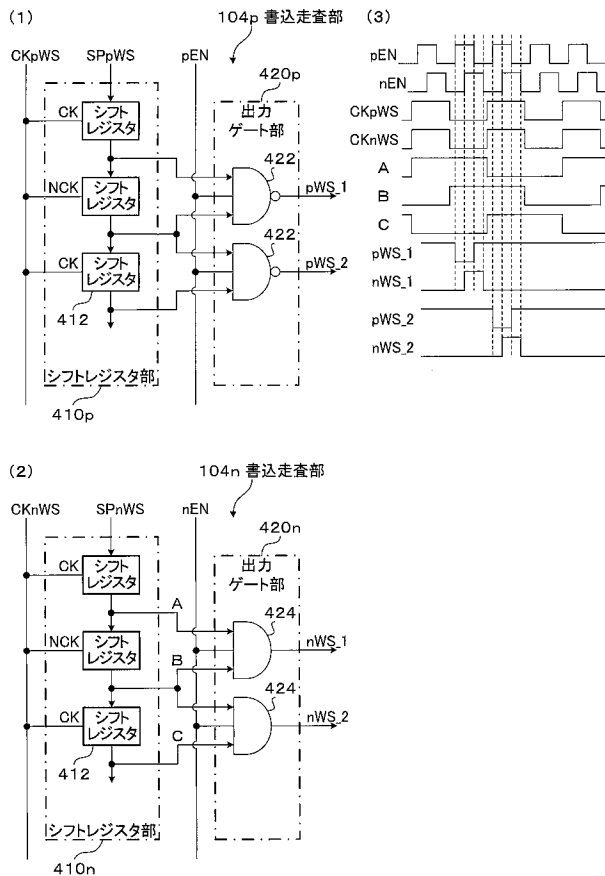 (1)
104p 書込走査部
CKpWS
SPpWS
pEN
420p
CK
シフト
レジスタ
出力
ゲート部
422
pWS_1
NCK
シフト
レジスタ
422
pWS_2
CK
シフト
レジスタ
412
シフトレジスタ部
410p
(2)
104n 書込走査部
CKnWS
SPnWS
nEN
420n
CK
シフト
レジスタ
出力
ゲート部
A
424
nWS_1
NCK
シフト
レジスタ
B
424
nWS_2
CK
シフト
レジスタ
C
412
シフトレジスタ部
410n
(3)
pEN
nEN
CKpWS
CKnWS
A
B
C
pWS_1
nWS_1
pWS_2
nWS_2